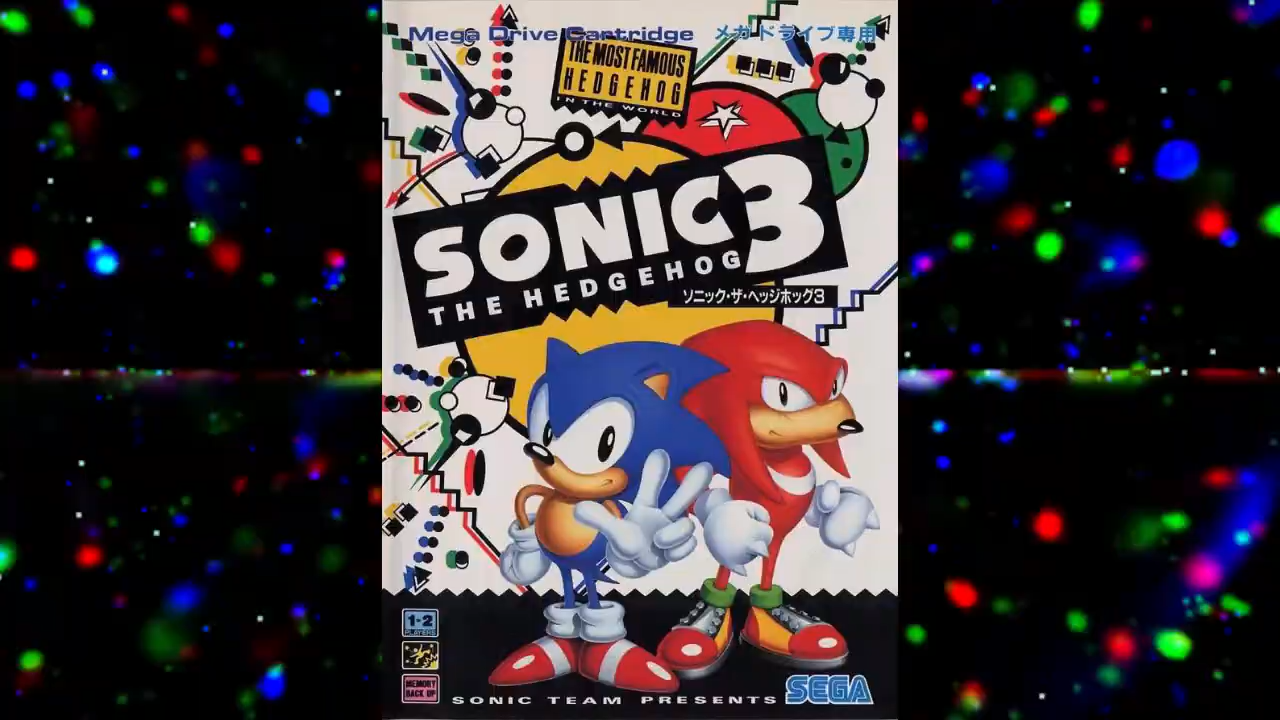 Mega Drive Cartridge メガドライブ専用
THE MOST FAMOUS
HEDGEHOG
IN THE WORLD
SONIC 3
THE HEDGEHOG
ソニック・ザ・ヘッジホッグ3
1-2
PLAYERS
MEMORY
BACK UP
SONIC TEAM PRESENTS SEGA